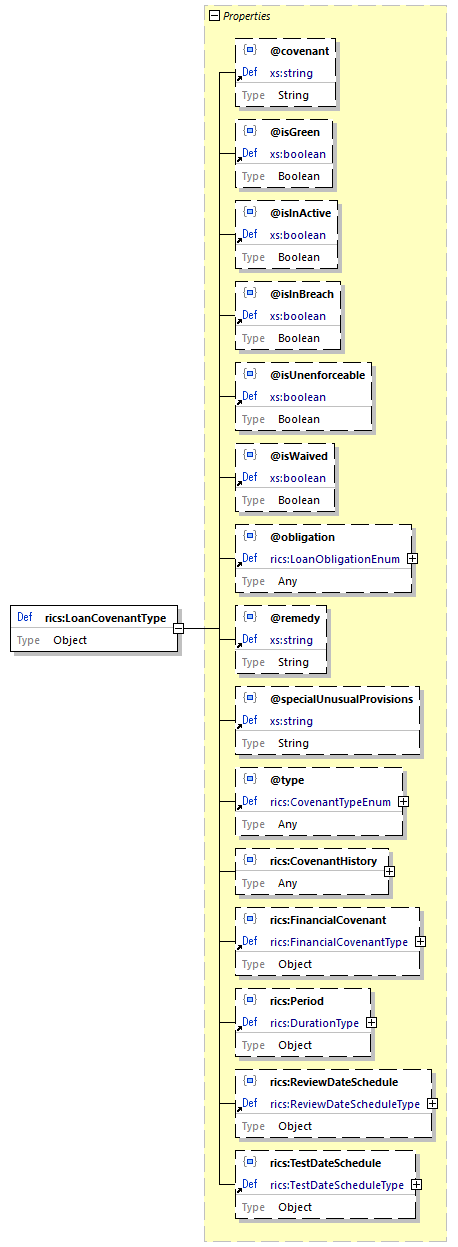 Properties
@covenant
Def xs:string
Type String
@isGreen
Def xs:boolean
Type Boolean
@isInActive
Def xs:boolean
Type Boolean
@isInBreach
Def xs:boolean
Type Boolean
@isUnenforceable
Def xs:boolean
Type Boolean
@isWaived
Def xs:boolean
Type Boolean
@obligation
Def rics:LoanObligationEnum
Type Any
Def rics:LoanCovenantType
Type Object
@remedy
Def xs:string
Type String
@specialUnusualProvisions
Def xs:string
Type String
@type
Def rics:CovenantTypeEnum
Type Any
rics:CovenantHistory
Type Any
rics:FinancialCovenant
Def rics:FinancialCovenantType
Type Object
rics:Period
Def rics:DurationType
Type Object
rics:ReviewDateSchedule
Def rics:ReviewDateScheduleType
Type Object
rics:TestDateSchedule
Def rics:TestDateScheduleType
Type Object